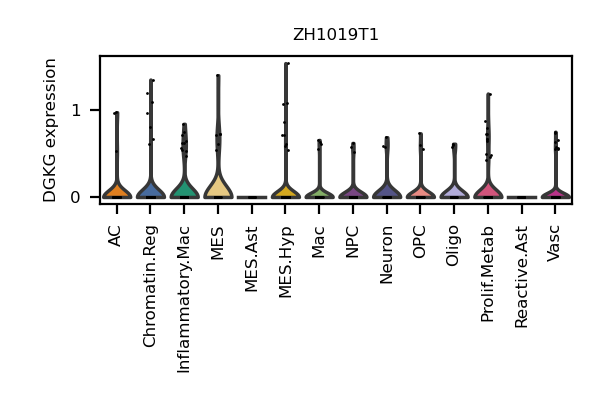 ZH1019T1
DGKG expression
1
0
AC
Chromatin.Reg
Inflammatory.Mac
MES
MES.Ast
MES.Hyp
Mac
NPC
Neuron
OPC
Oligo
Prolif.Metab
Reactive.Ast
Vasc